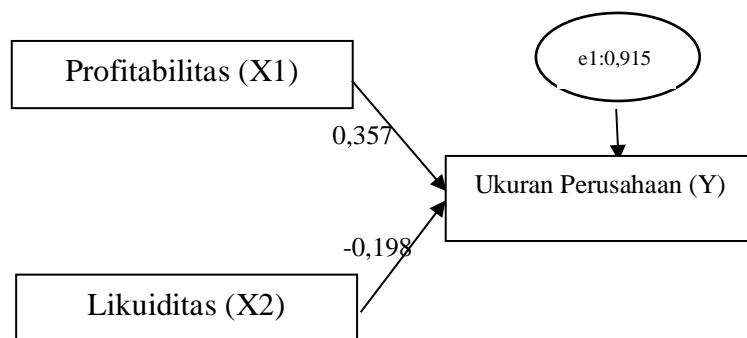 Profitabilitas (X1)
e1:0,915
0,357
Ukuran Perusahaan (Y)
-0,198
Likuiditas (X2)